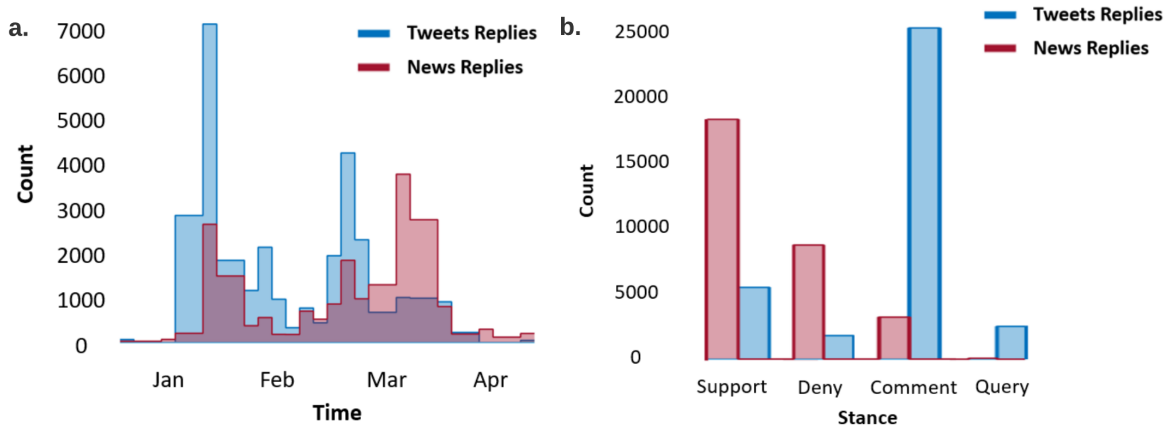 a.
Tweets Replies
News Replies
7000
6000
5000
4000
3000
2000
1000
0
Count
Jan Feb Mar Apr
Time
b.
Tweets Replies
News Replies
25000
20000
15000
10000
5000
0
Count
Support Deny Comment Query
Stance